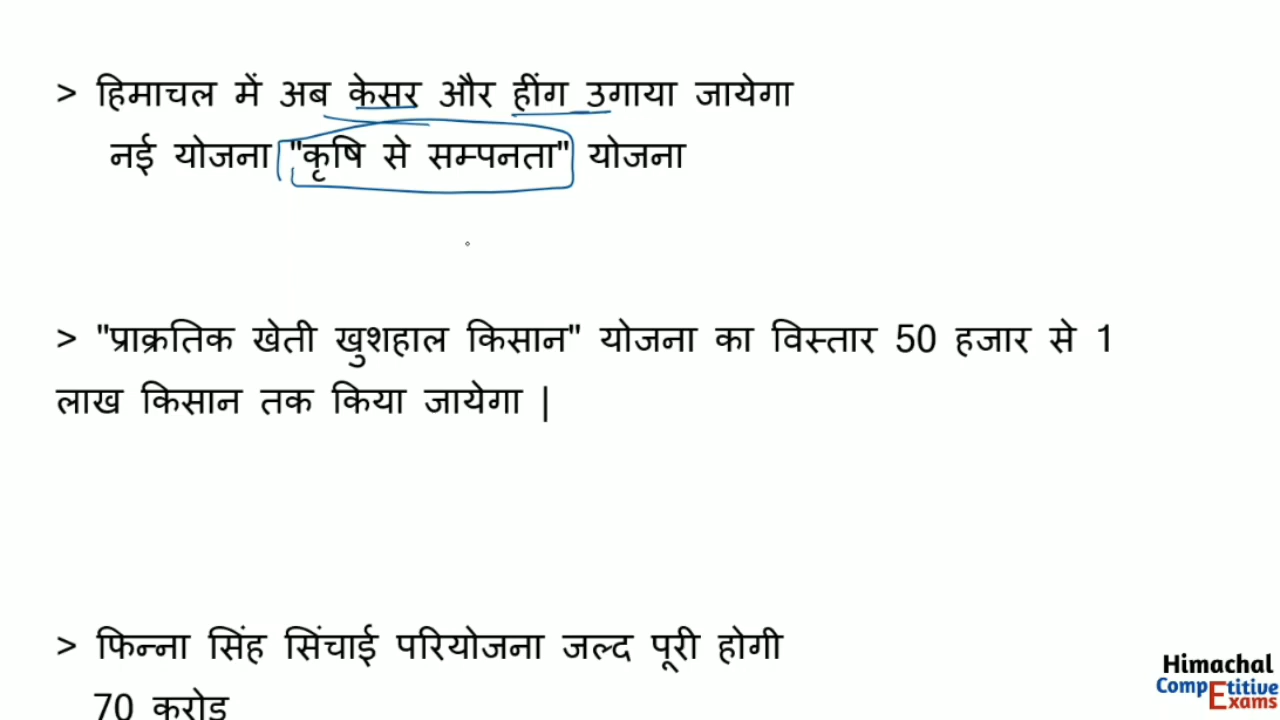 > हिमाचल में अब केसर और हींग उगाया जायेगा
नई योजना "कृषि से सम्पनता" योजना
> "प्राक्रतिक खेती खुशहाल किसान" योजना का विस्तार 50 हजार से 1
लाख किसान तक किया जायेगा |
> फिन्ना सिंह सिंचाई परियोजना जल्द पूरी होगी
70 करोड
Himachal
Competitive
Exams